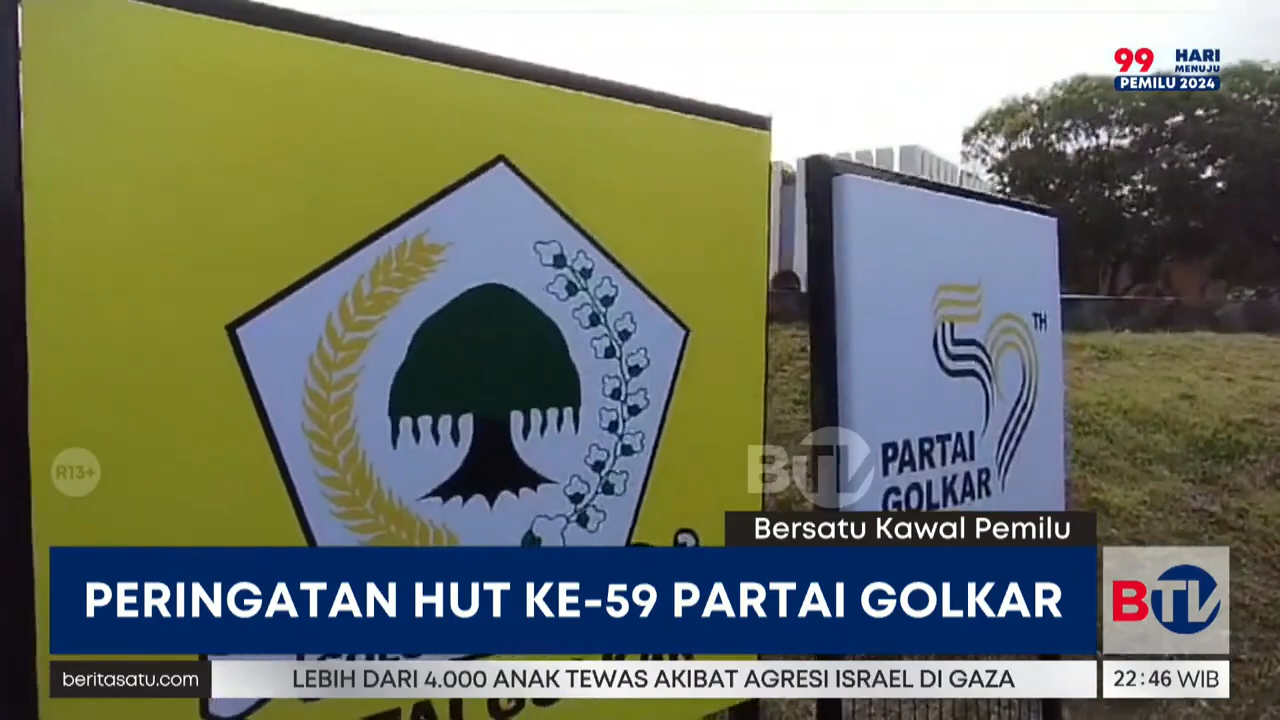 99 HARI
MENUJU
PEMILU 2024
59 TH
PARTAI
GOLKAR
R13+
BTV
Bersatu Kawal Pemilu
PERINGATAN HUT KE-59 PARTAI GOLKAR
BTV
beritasatu.com
LEBIH DARI 4.000 ANAK TEWAS AKIBAT AGRESI ISRAEL DI GAZA
22:46 WIB